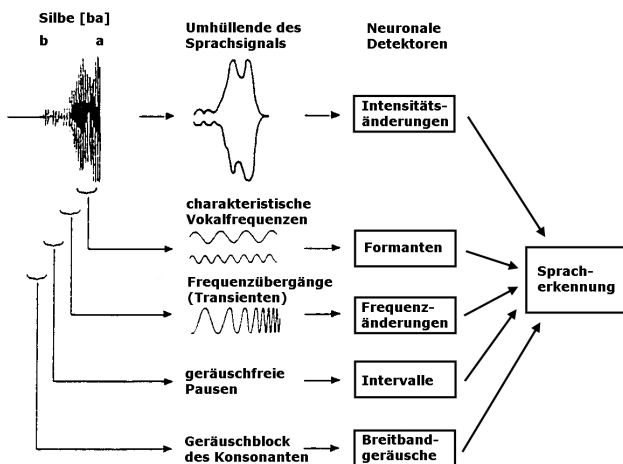 Silbe [ba]
b a
Umhüllende des
Sprachsignals
Neuronale
Detektoren
Intensitäts-
änderungen
charakteristische
Vokalfrequenzen
Formanten
Frequenzübergänge
(Transienten)
Frequenz-
änderungen
geräuschfreie
Pausen
Intervalle
Geräuschblock
des Konsonanten
Breitband-
geräusche
Sprach-
erkennung